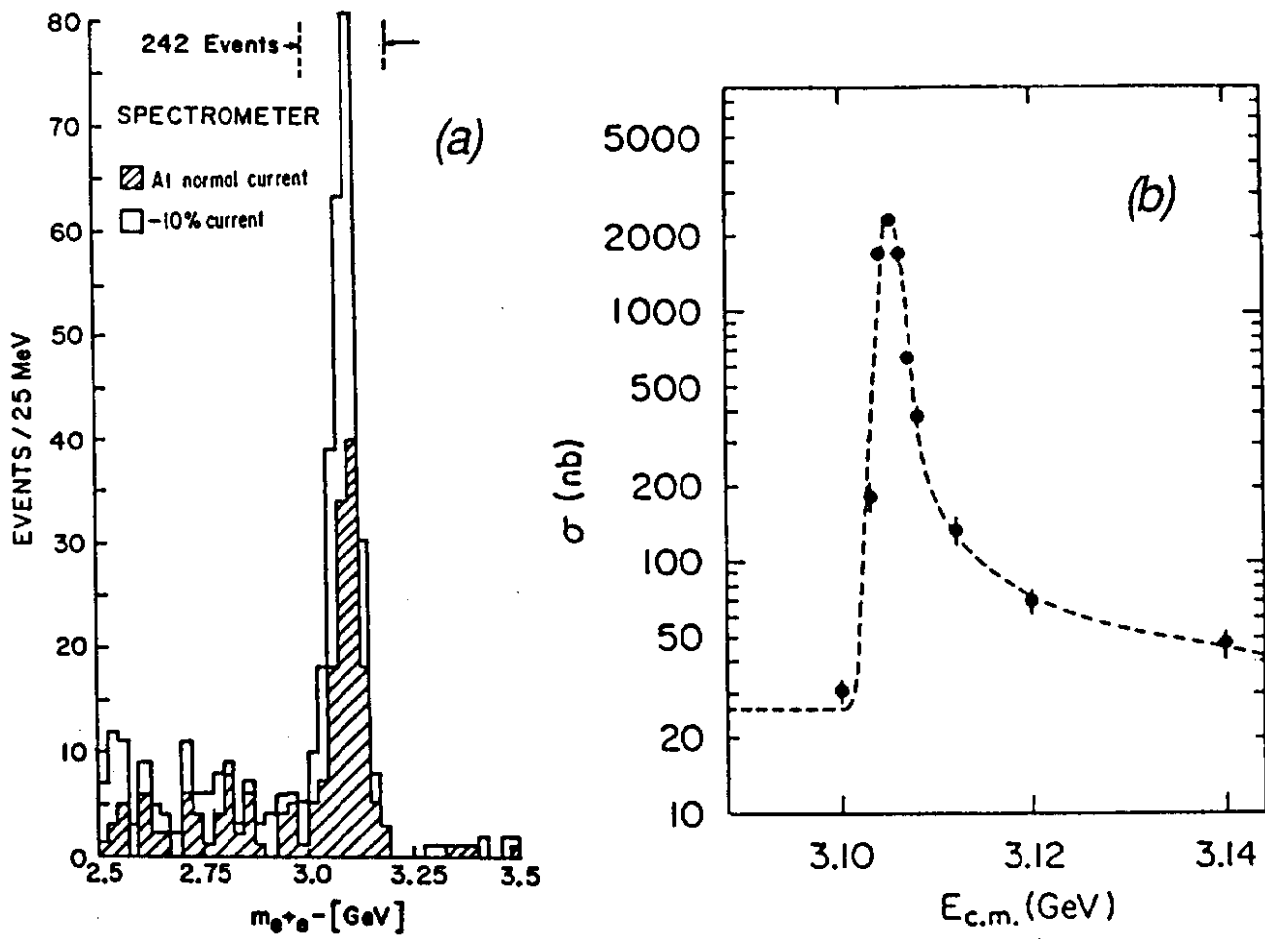 80
70
60
50
40
30
20
10
0
EVENTS / 25 MeV
242 Events
SPECTROMETER
At normal current
-10% current
(a)
2.5 2.75 3.0 3.25 3.5
me+e- [GeV]
5000
2000
1000
500
200
100
50
20
10
σ (nb)
(b)
3.10 3.12 3.14
Ec.m. (GeV)